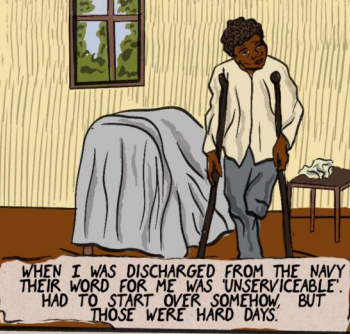 WHEN I WAS DISCHARGED FROM THE NAVY
THEIR WORD FOR ME WAS 'UNSERVICEABLE'.
HAD TO START OVER SOMEHOW, BUT
THOSE WERE HARD DAYS.